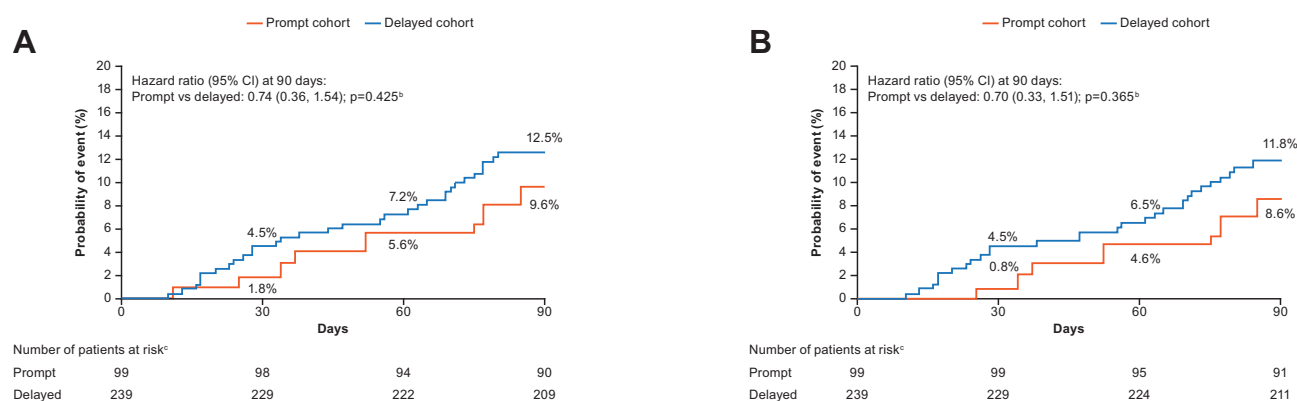 Prompt cohort Delayed cohort
A
Probability of event (%)
20
18
16
14
12
10
8
6
4
2
0
Hazard ratio (95% CI) at 90 days:
Prompt vs delayed: 0.74 (0.36, 1.54); p=0.425ᵇ
12.5%
7.2%
9.6%
4.5%
5.6%
1.8%
0 30 60 90
Days
Number of patients at riskᶜ
Prompt 99 98 94 90
Delayed 239 229 222 209
Prompt cohort Delayed cohort
B
Probability of event (%)
20
18
16
14
12
10
8
6
4
2
0
Hazard ratio (95% CI) at 90 days:
Prompt vs delayed: 0.70 (0.33, 1.51); p=0.365ᵇ
11.8%
6.5%
8.6%
4.5%
4.6%
0.8%
0 30 60 90
Days
Number of patients at riskᶜ
Prompt 99 99 95 91
Delayed 239 229 224 211